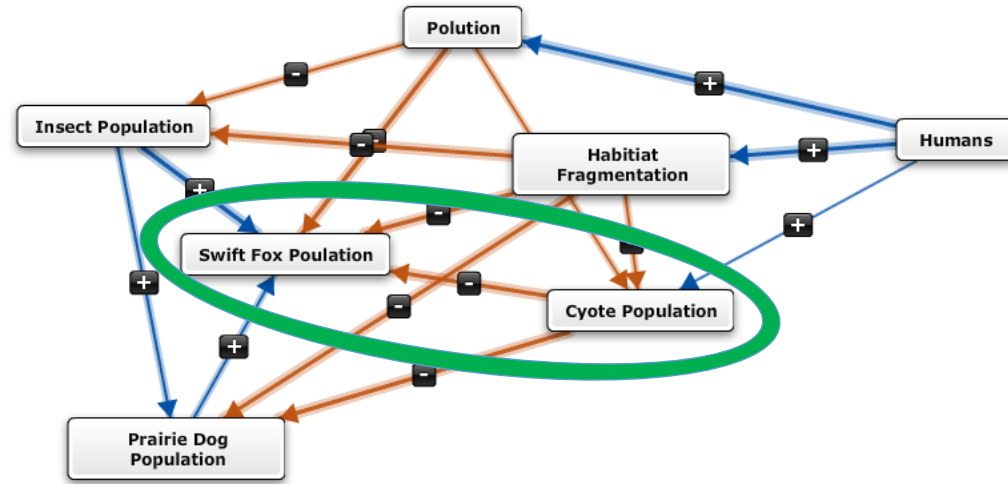 Polution
-
+
Insect Population
Humans
-
-
+
Habitiat
Fragmentation
+
-
+
Swift Fox Poulation
-
-
+
Cyote Population
-
+
-
Prairie Dog
Population